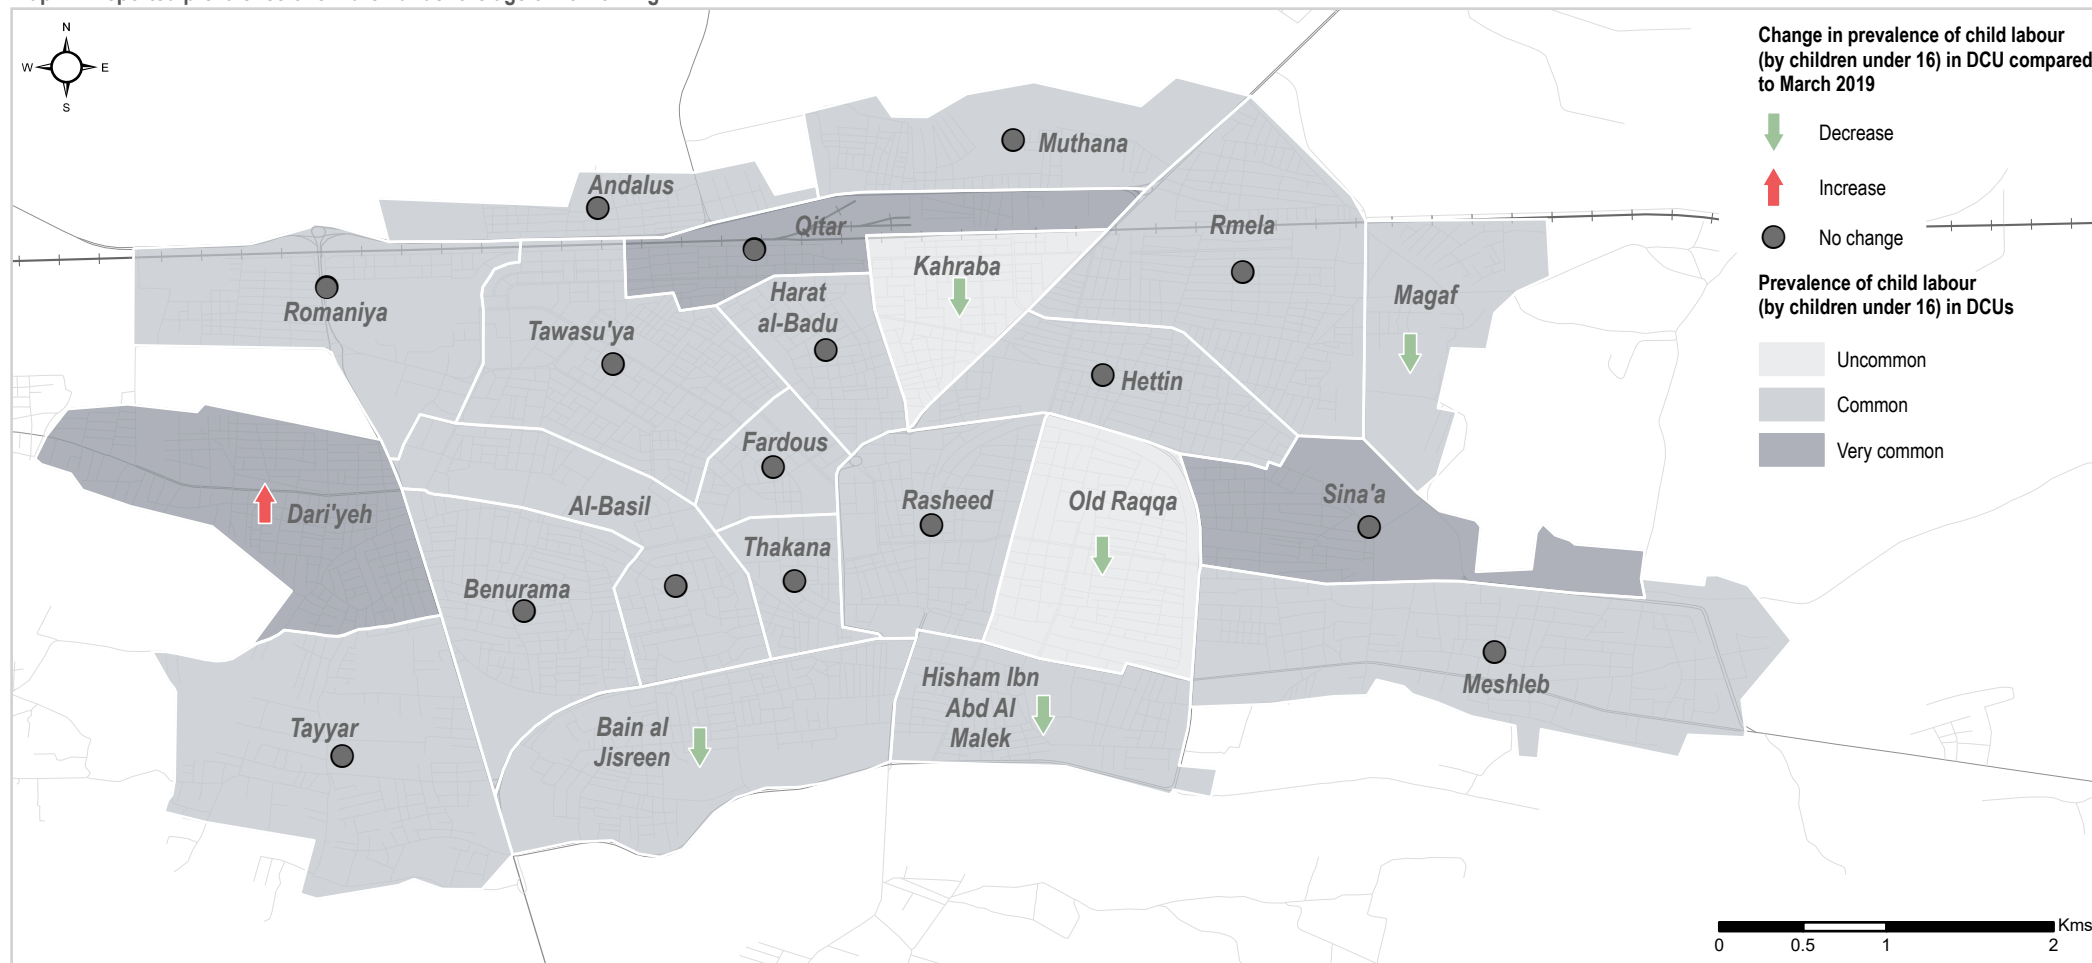 N
W
E
S
Change in prevalence of child labour
(by children under 16) in DCU compared
to March 2019
Decrease
Increase
No change
Prevalence of child labour
(by children under 16) in DCUs
Uncommon
Common
Very common
Muthana
Andalus
Qitar
Rmela
Kahraba
Magaf
Harat
al-Badu
Romaniya
Tawasu'ya
Hettin
Fardous
Rasheed
Old Raqqa
Sina'a
Al-Basil
Dari'yeh
Thakana
Benurama
Hisham Ibn
Abd Al
Malek
Meshleb
Tayyar
Bain al
Jisreen
Kms
0
0.5
1
2